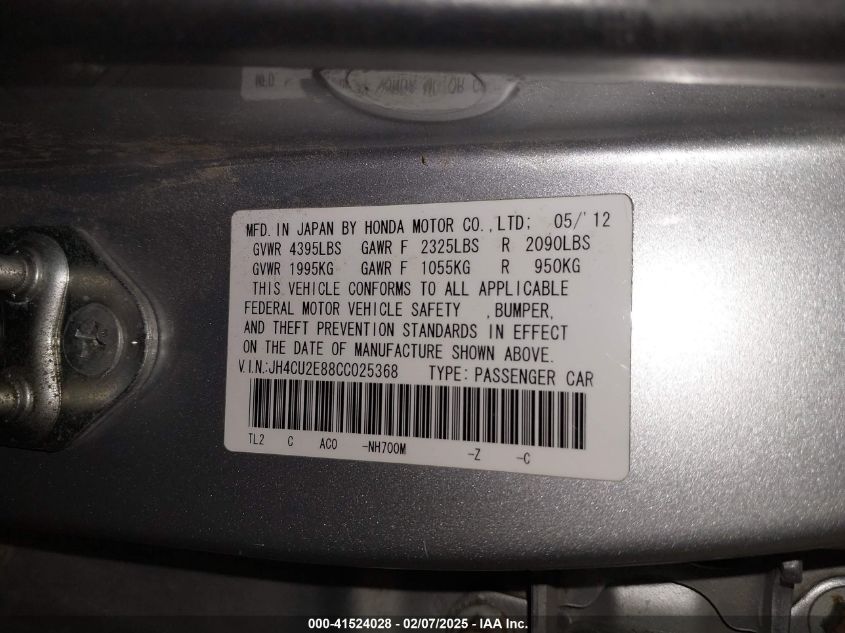 MFD. IN JAPAN BY HONDA MOTOR CO.,LTD; 05/'12
GVWR 4395LBS GAWR F 2325LBS R 2090LBS
GVWR 1995KG GAWR F 1055KG R 950KG
THIS VEHICLE CONFORMS TO ALL APPLICABLE
FEDERAL MOTOR VEHICLE SAFETY ,BUMPER,
AND THEFT PREVENTION STANDARDS IN EFFECT
ON THE DATE OF MANUFACTURE SHOWN ABOVE.
V.I.N.:JH4CU2E88CC025368 TYPE: PASSENGER CAR
TL2 C AC0 -NH700M -Z -C
000-41524028 - 02/07/2025 - IAA Inc.